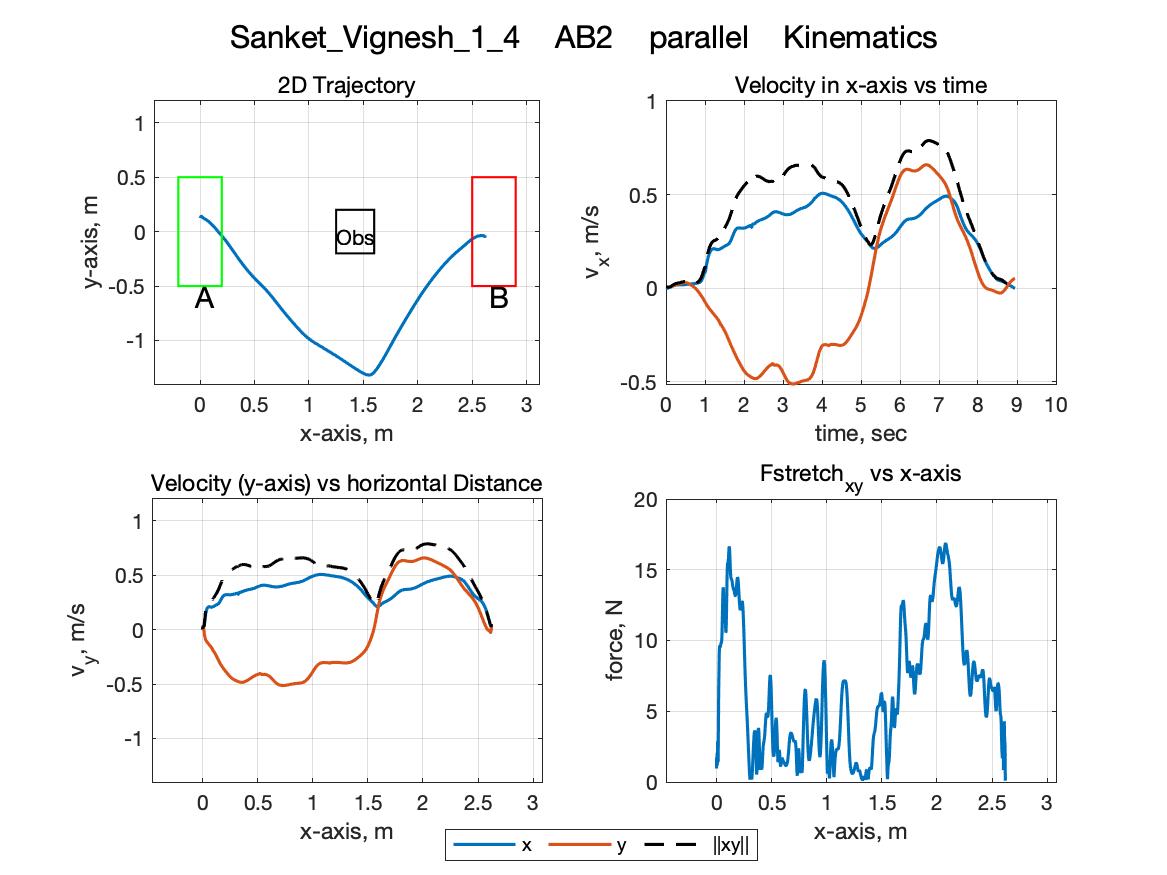 Sanket_Vignesh_1_4 AB2 parallel Kinematics
2D Trajectory
1
0.5
0
-0.5
-1
y-axis, m
Obs
A
B
0 0.5 1 1.5 2 2.5 3
x-axis, m
Velocity in x-axis vs time
1
0.5
0
-0.5
v_x, m/s
0 1 2 3 4 5 6 7 8 9 10
time, sec
Velocity (y-axis) vs horizontal Distance
1
0.5
0
-0.5
-1
v_y, m/s
0 0.5 1 1.5 2 2.5 3
x-axis, m
Fstretch_xy vs x-axis
20
15
10
5
0
force, N
0 0.5 1 1.5 2 2.5 3
x-axis, m
x y ||xy||